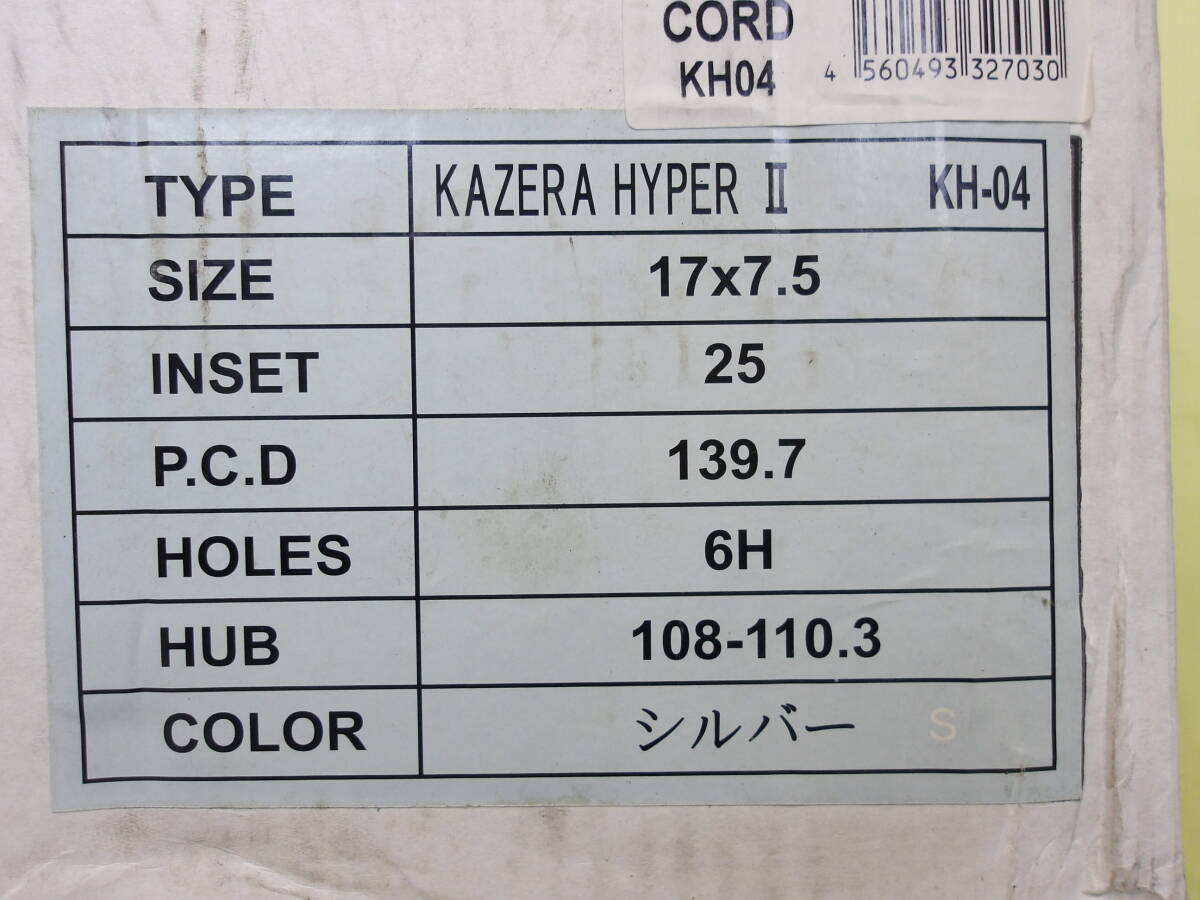 CORD
KH04
4 560493 327030
TYPE KAZERA HYPER Ⅱ KH-04
SIZE 17x7.5
INSET 25
P.C.D 139.7
HOLES 6H
HUB 108-110.3
COLOR シルバー S